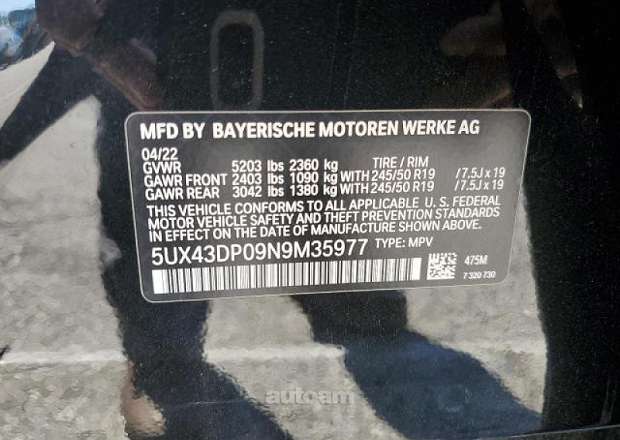 MFD BY BAYERISCHE MOTOREN WERKE AG
04/22
GVWR 5203 lbs 2360 kg TIRE / RIM
GAWR FRONT 2403 lbs 1090 kg WITH 245/50 R19 / 7.5J x 19
GAWR REAR 3042 lbs 1380 kg WITH 245/50 R19 / 7.5J x 19
THIS VEHICLE CONFORMS TO ALL APPLICABLE U. S. FEDERAL
MOTOR VEHICLE SAFETY AND THEFT PREVENTION STANDARDS
IN EFFECT ON THE DATE OF MANUFACTURE SHOWN ABOVE.
5UX43DP09N9M35977 TYPE: MPV
475M
7 320 730
autoam